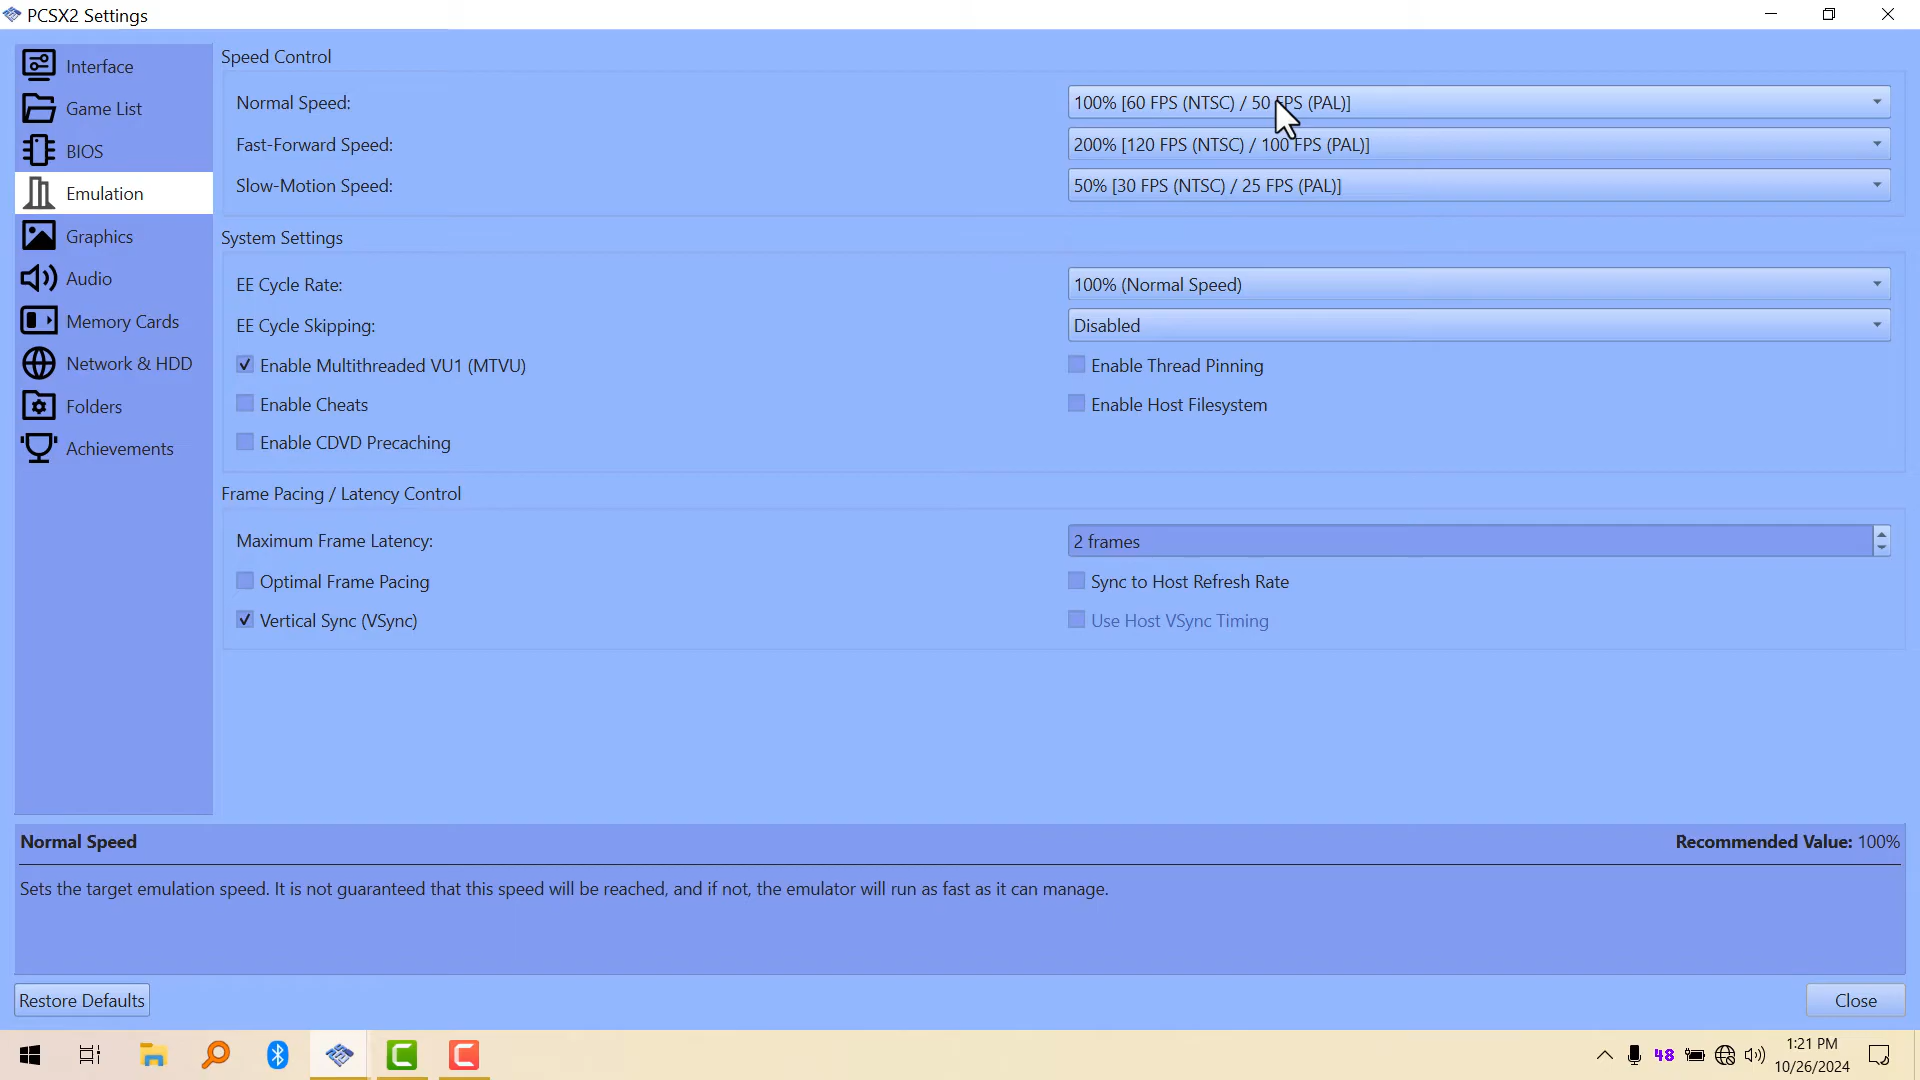 PCSX2 Settings
Interface
Game List
BIOS
Emulation
Graphics
Audio
Memory Cards
Network & HDD
Folders
Achievements
Speed Control
Normal Speed: 100% [60 FPS (NTSC) / 50 FPS (PAL)]
Fast-Forward Speed: 200% [120 FPS (NTSC) / 100 FPS (PAL)]
Slow-Motion Speed: 50% [30 FPS (NTSC) / 25 FPS (PAL)]
System Settings
EE Cycle Rate: 100% (Normal Speed)
EE Cycle Skipping: Disabled
Enable Multithreaded VU1 (MTVU) Enable Thread Pinning
Enable Cheats Enable Host Filesystem
Enable CDVD Precaching
Frame Pacing / Latency Control
Maximum Frame Latency: 2 frames
Optimal Frame Pacing Sync to Host Refresh Rate
Vertical Sync (VSync) Use Host VSync Timing
Normal Speed Recommended Value: 100%
Sets the target emulation speed. It is not guaranteed that this speed will be reached, and if not, the emulator will run as fast as it can manage.
Restore Defaults Close
48
1:21 PM
10/26/2024